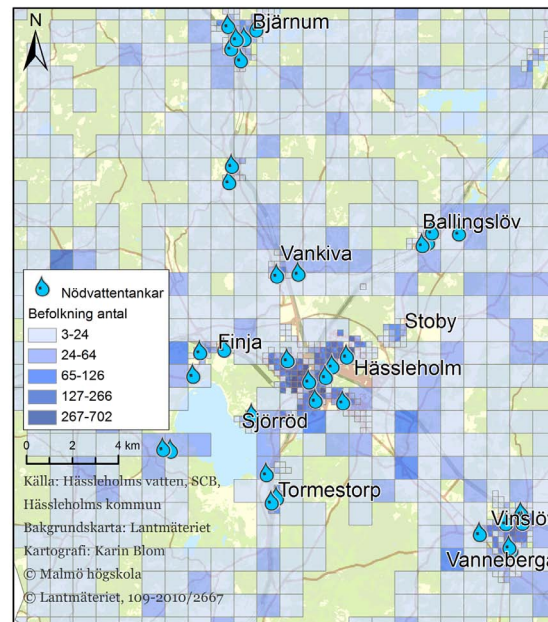 N
Bjärnum
Ballingslöv
Vankiva
Stoby
Finja
Hässleholm
Sjörröd
Tormestorp
Vinslöv
Vanneberga
Nödvattentankar
Befolkning antal
3-24
24-64
65-126
127-266
267-702
0 2 4 km
Källa: Hässleholms vatten, SCB,
Hässleholms kommun
Bakgrundskarta: Lantmäteriet
Kartografi: Karin Blom
© Malmö högskola
© Lantmäteriet, 109-2010/2667